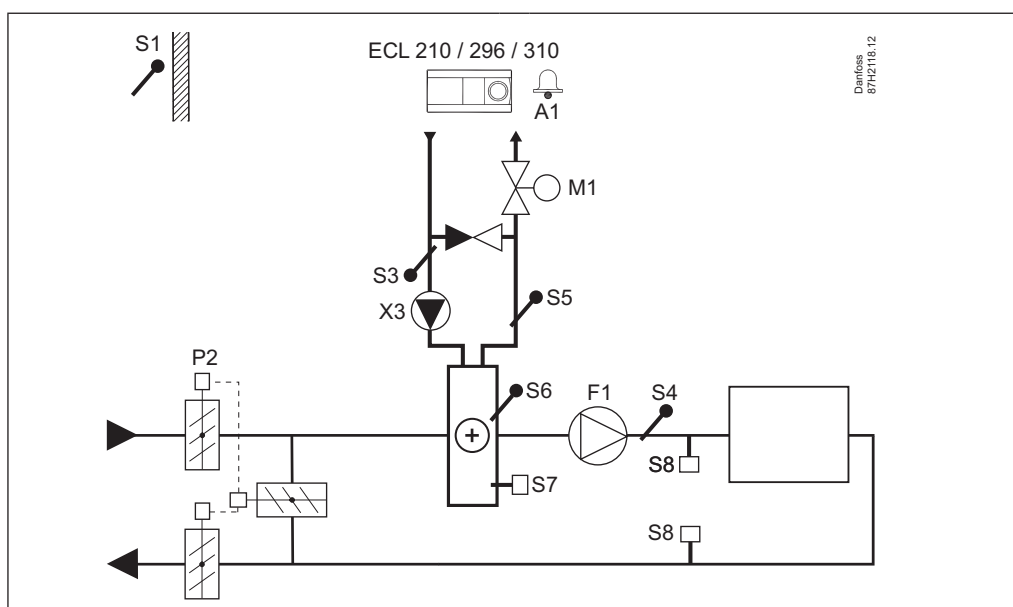 S1
ECL 210 / 296 / 310
A1
Danfoss
87H2118.12
M1
S3
S5
X3
P2
S6
F1
S4
S8
S7
S8